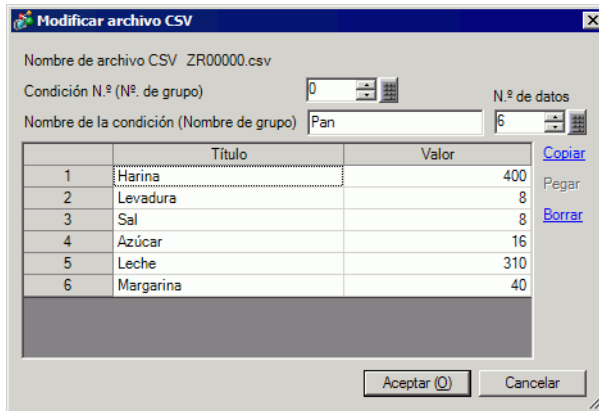 Modificar archivo CSV
Nombre de archivo CSV ZR00000.csv
Condición N.º (Nº. de grupo) 0 N.º de datos
Nombre de la condición (Nombre de grupo) Pan 6
Título Valor Copiar
1 Harina 400
Pegar
2 Levadura 8
3 Sal 8 Borrar
4 Azúcar 16
5 Leche 310
6 Margarina 40
Aceptar (O) Cancelar